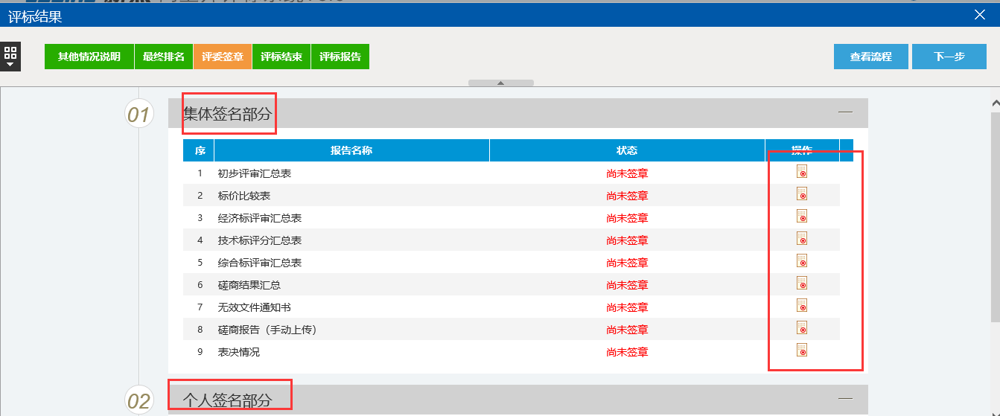 评标结果
其他情况说明 最终排名 评委签章 评标结束 评标报告 查看流程 下一步
01 集体签名部分
序 报告名称 状态 操作
1 初步评审汇总表 尚未签章
2 标价比较表 尚未签章
3 经济标评审汇总表 尚未签章
4 技术标评分汇总表 尚未签章
5 综合标评审汇总表 尚未签章
6 磋商结果汇总 尚未签章
7 无效文件通知书 尚未签章
8 磋商报告（手动上传） 尚未签章
9 表决情况 尚未签章
02 个人签名部分